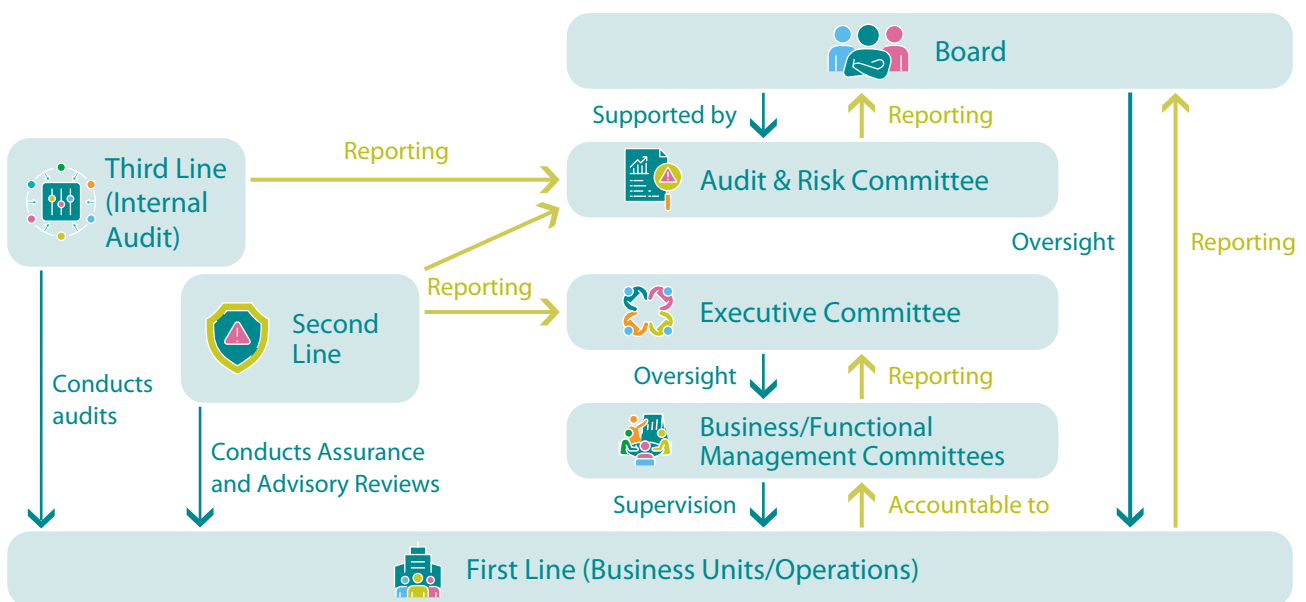 Board
Supported by
Reporting
Third Line
(Internal
Audit)
Reporting
Audit & Risk Committee
Oversight
Reporting
Second
Line
Reporting
Executive Committee
Conducts
audits
Oversight
Reporting
Conducts Assurance
and Advisory Reviews
Business/Functional
Management Committees
Supervision
Accountable to
First Line (Business Units/Operations)